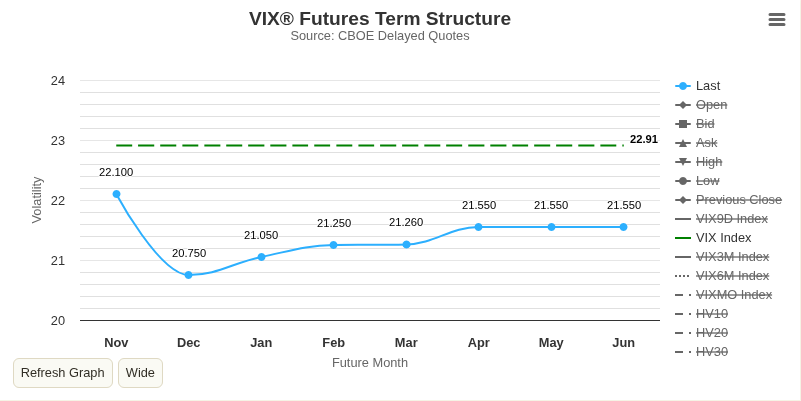 VIX® Futures Term Structure
Source: CBOE Delayed Quotes
24
23
22
21
20
Volatility
22.91
22.100
20.750
21.050
21.250
21.260
21.550
21.550
21.550
Nov Dec Jan Feb Mar Apr May Jun
Future Month
Last
Open
Bid
Ask
High
Low
Previous Close
VIX9D Index
VIX Index
VIX3M Index
VIX6M Index
VIXMO Index
HV10
HV20
HV30
Refresh Graph Wide